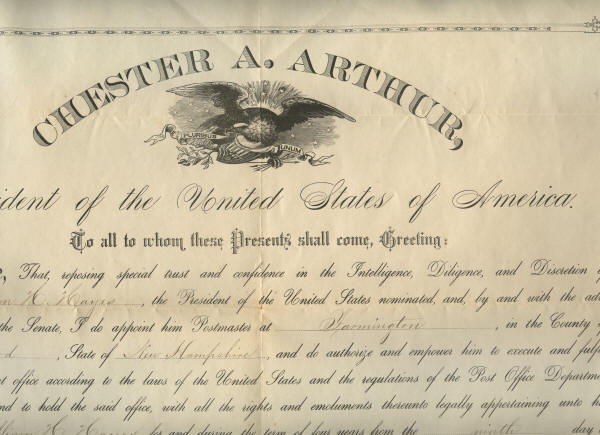 CHESTER A. ARTHUR,
PLURIBUS UNUM
ident of the United States of America.
To all to whom these Presents shall come, Greeting:
That, reposing special trust and confidence in the Intelligence, Diligence, and Discretion
m H. Hayes, the President of the United States nominated, and, by and with the
the Senate, I do appoint him Postmaster at Farmington, in the County
d, State of New Hampshire, and do authorize and empower him to execute and
office according to the laws of the United States and the regulations of the Post Office
nd to hold the said office, with all the rights and emoluments thereunto legally appertaining unto
lliam H. Hayes for and during the term of four years from the ninth day